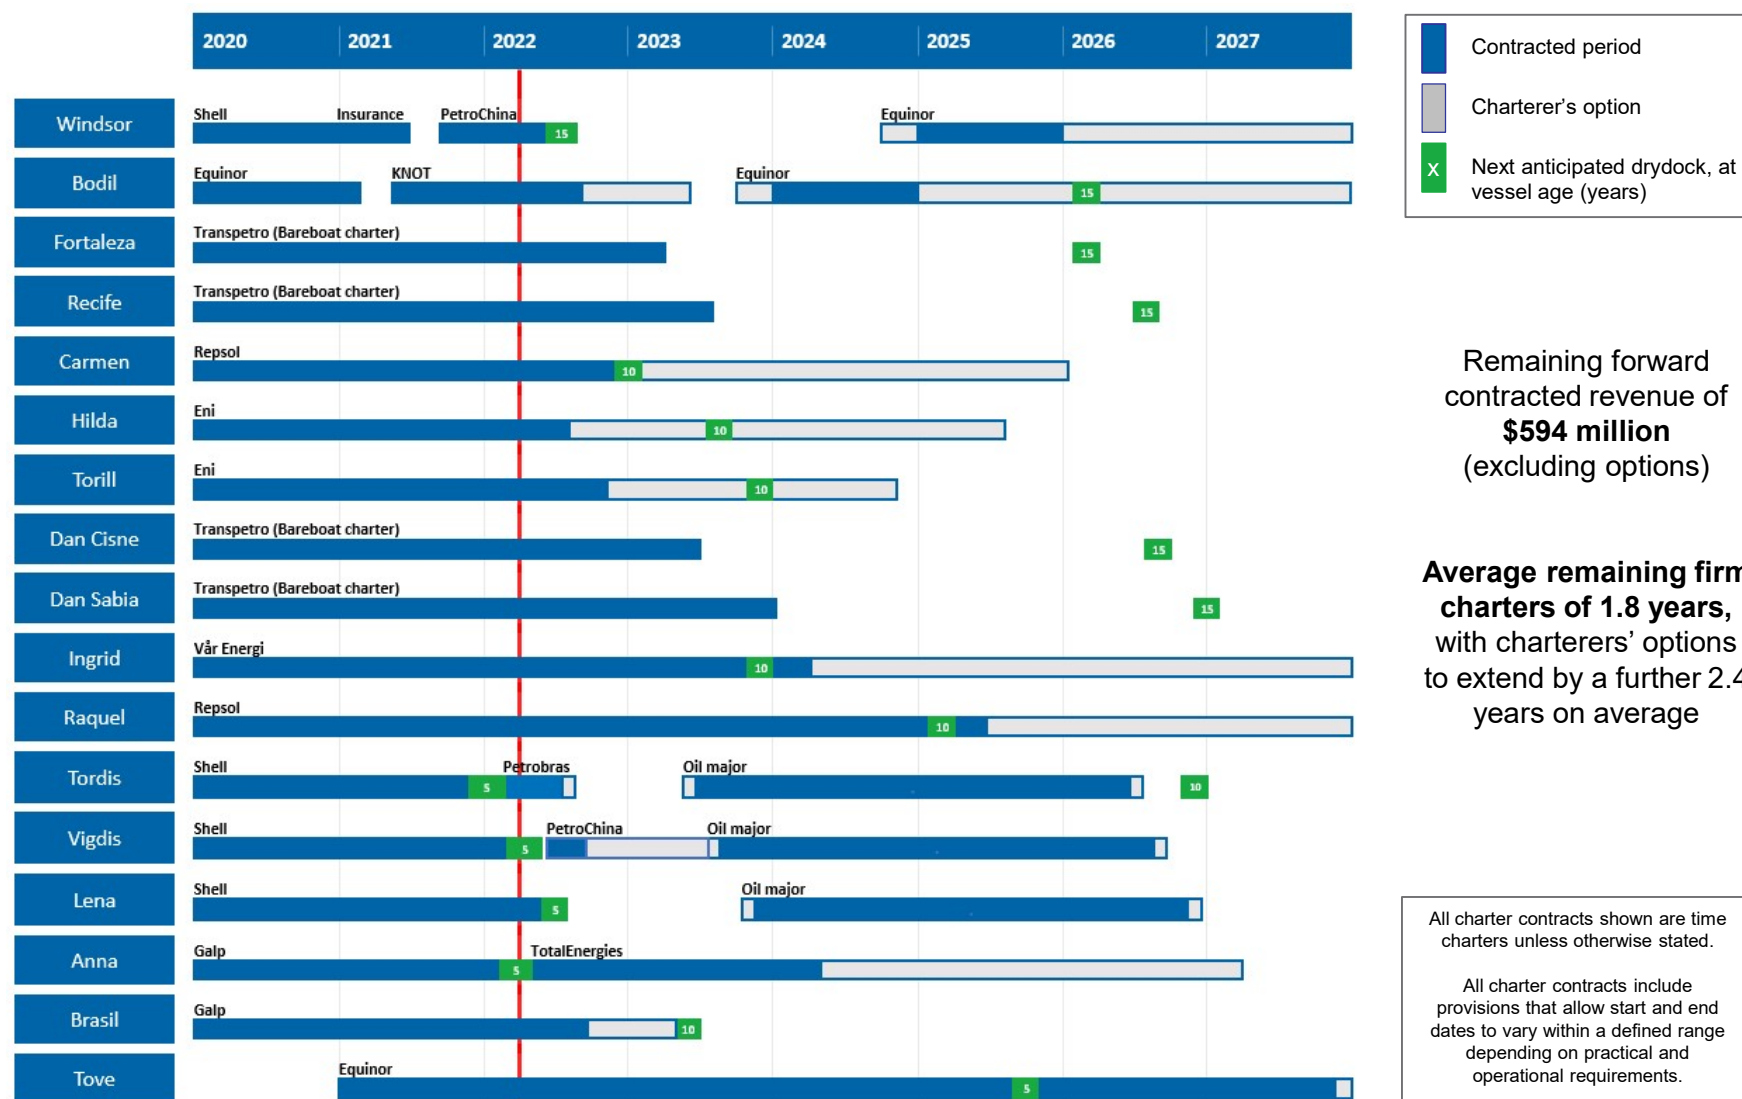 2020 2021 2022 2023 2024 2025 2026 2027
Windsor
Shell Insurance PetroChina Equinor
15
Bodil
Equinor KNOT Equinor
15
Fortaleza
Transpetro (Bareboat charter)
15
Recife
Transpetro (Bareboat charter)
15
Carmen
Repsol
10
Hilda
Eni
10
Torill
Eni
10
Dan Cisne
Transpetro (Bareboat charter)
15
Dan Sabia
Transpetro (Bareboat charter)
15
Ingrid
Vår Energi
10
Raquel
Repsol
10
Tordis
Shell Petrobras Oil major
5 10
Vigdis
Shell PetroChina Oil major
5
Lena
Shell Oil major
5
Anna
Galp TotalEnergies
5
Brasil
Galp
10
Tove
Equinor
5
Contracted period
Charterer’s option
X Next anticipated drydock, at
vessel age (years)
Remaining forward
contracted revenue of
$594 million
(excluding options)
Average remaining firm
charters of 1.8 years,
with charterers’ options
to extend by a further 2.4
years on average
All charter contracts shown are time
charters unless otherwise stated.
All charter contracts include
provisions that allow start and end
dates to vary within a defined range
depending on practical and
operational requirements.